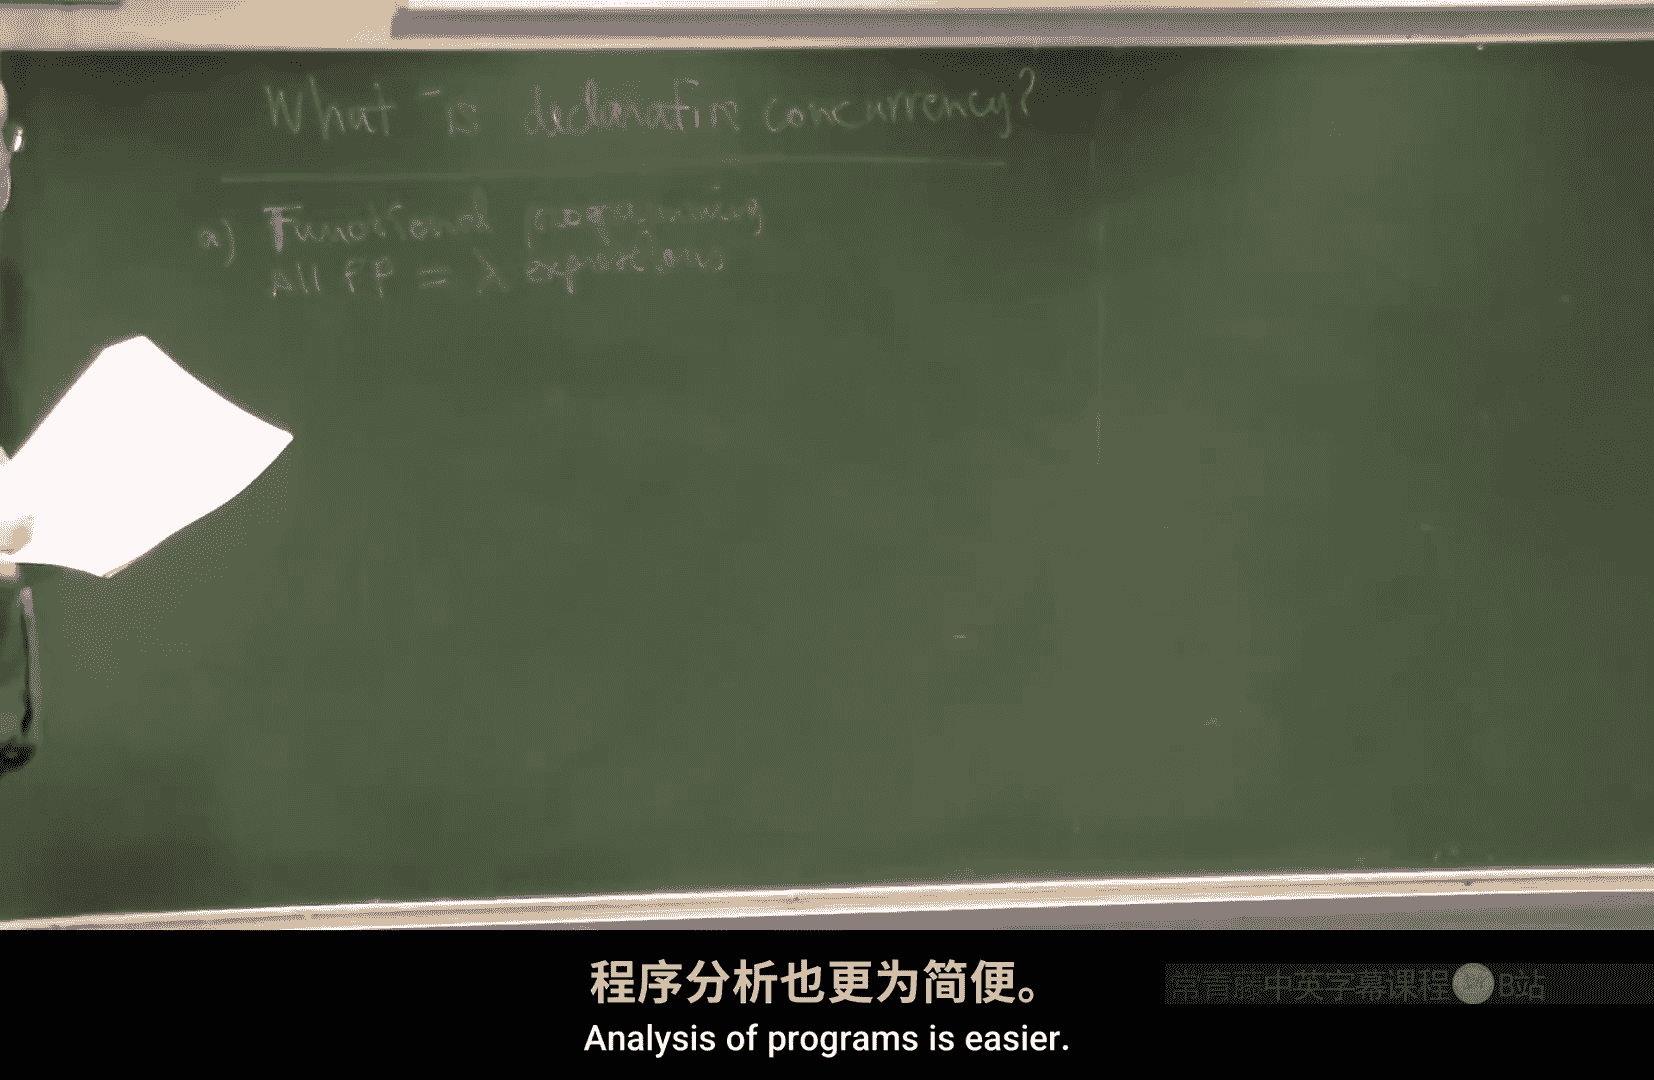 What is declarative concurrency?
a) Functional programming
All FP = λ expressions
程序分析也更为简便。
常青藤中英字幕课程 B站
Analysis of programs is easier.